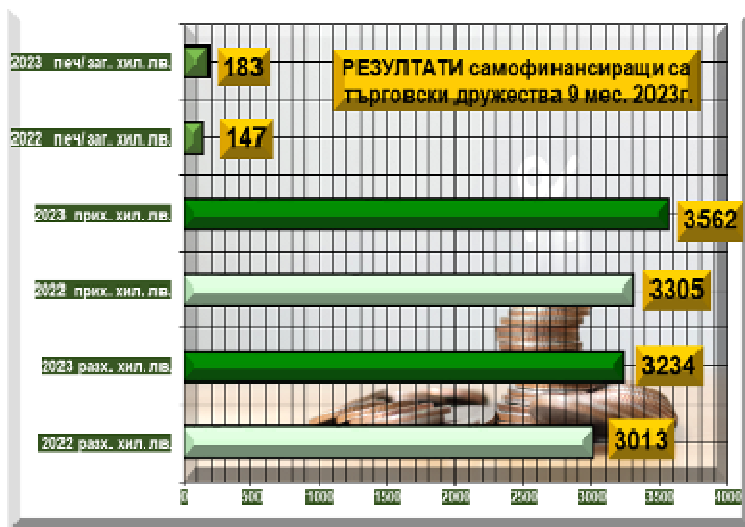 РЕЗУЛТАТИ самофинансиращи са
търговски дружества 9 мес. 2023г.
2023 печ/заг. хил. лв.
183
2022 печ/заг. хил. лв.
147
2023 прих. хил. лв.
3562
2022 прих. хил. лв.
3305
2023 разх. хил. лв.
3234
2022 разх. хил. лв.
3013
0 500 1000 1500 2000 2500 3000 3500 4000